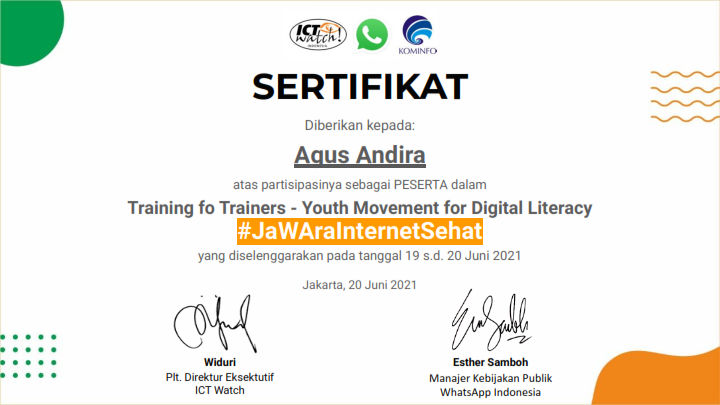 ICT
watch!
INDONESIA
KOMINFO
SERTIFIKAT
Diberikan kepada:
Agus Andira
atas partisipasinya sebagai PESERTA dalam
Training fo Trainers - Youth Movement for Digital Literacy
#JaWAraInternetSehat
yang diselenggarakan pada tanggal 19 s.d. 20 Juni 2021
Jakarta, 20 Juni 2021
Widuri
Plt. Direktur Eksektutif
ICT Watch
Esther Samboh
Manajer Kebijakan Publik
WhatsApp Indonesia